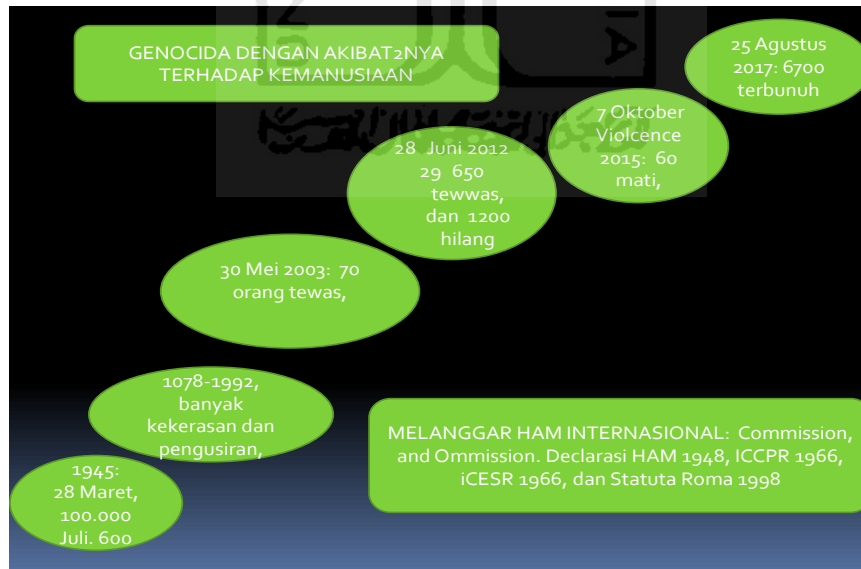 GENOCIDA DENGAN AKIBAT2NYA
TERHADAP KEMANUSIAAN
25 Agustus
2017: 6700
terbunuh
7 Oktober
Violcence
2015: 60
mati,
28 Juni 2012
29 650
tewwas,
dan 1200
hilang
30 Mei 2003: 70
orang tewas,
1078-1992,
banyak
kekerasan dan
pengusiran,
MELANGGAR HAM INTERNASIONAL: Commission,
and Ommission. Declarasi HAM 1948, ICCPR 1966,
iCESR 1966, dan Statuta Roma 1998
1945:
28 Maret,
100.000
Juli. 600